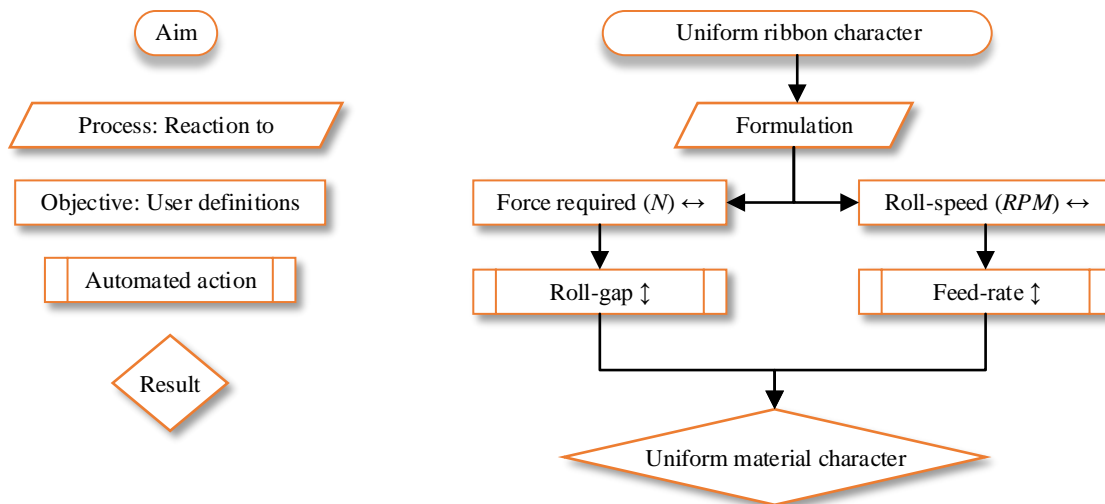 Aim
Process: Reaction to
Objective: User definitions
Automated action
Result
Uniform ribbon character
Formulation
Force required (N) ↔
Roll-speed (RPM) ↔
Roll-gap ↕
Feed-rate ↕
Uniform material character